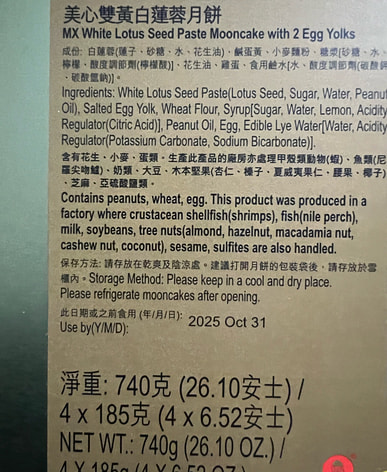 美心雙黃白蓮蓉月餅
MX White Lotus Seed Paste Mooncake with 2 Egg Yolks
成份: 白蓮蓉(蓮子、砂糖、水、花生油)、鹹蛋黃、小麥麵粉、糖漿[砂糖、水、
檸檬、酸度調節劑(檸檬酸)]、花生油、雞蛋、食用鹼水[水、酸度調節劑(碳酸鉀
、碳酸氫鈉)]。
Ingredients: White Lotus Seed Paste(Lotus Seed, Sugar, Water, Peanut
Oil), Salted Egg Yolk, Wheat Flour, Syrup[Sugar, Water, Lemon, Acidity
Regulator(Citric Acid)], Peanut Oil, Egg, Edible Lye Water[Water, Acidity
Regulator(Potassium Carbonate, Sodium Bicarbonate)].
含有花生、小麥、蛋類。生產此產品的廠房亦處理甲殼類動物(蝦)、魚類(尼
羅尖吻鱸)、奶類、大豆、木本堅果(杏仁、榛子、夏威夷果仁、腰果、椰子)
、芝麻、亞硫酸鹽類。
Contains peanuts, wheat, egg. This product was produced in a
factory where crustacean shellfish(shrimps), fish(nile perch),
milk, soybeans, tree nuts(almond, hazelnut, macadamia nut,
cashew nut, coconut), sesame, sulfites are also handled.
保存方法: 請存放在乾爽及陰涼處。建議打開月餅的包裝袋後，請存放於雪
櫃內。Storage Method: Please keep in a cool and dry place.
Please refrigerate mooncakes after opening.
此日期或之前食用 (年/月/日):
Use by(Y/M/D): 2025 Oct 31
淨重: 740克 (26.10安士) /
4 x 185克 (4 x 6.52安士)
NET WT.: 740g (26.10 OZ.) /
4 X 185g (4 X 6.52 OZ.)